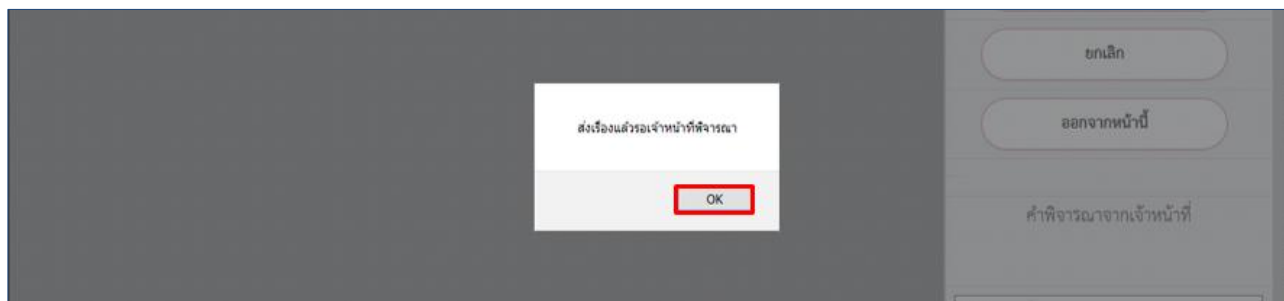 ยกเลิก
ส่งเรื่องแล้วรอเจ้าหน้าที่พิจารณา
ออกจากหน้านี้
OK
คำพิจารณาจากเจ้าหน้าที่